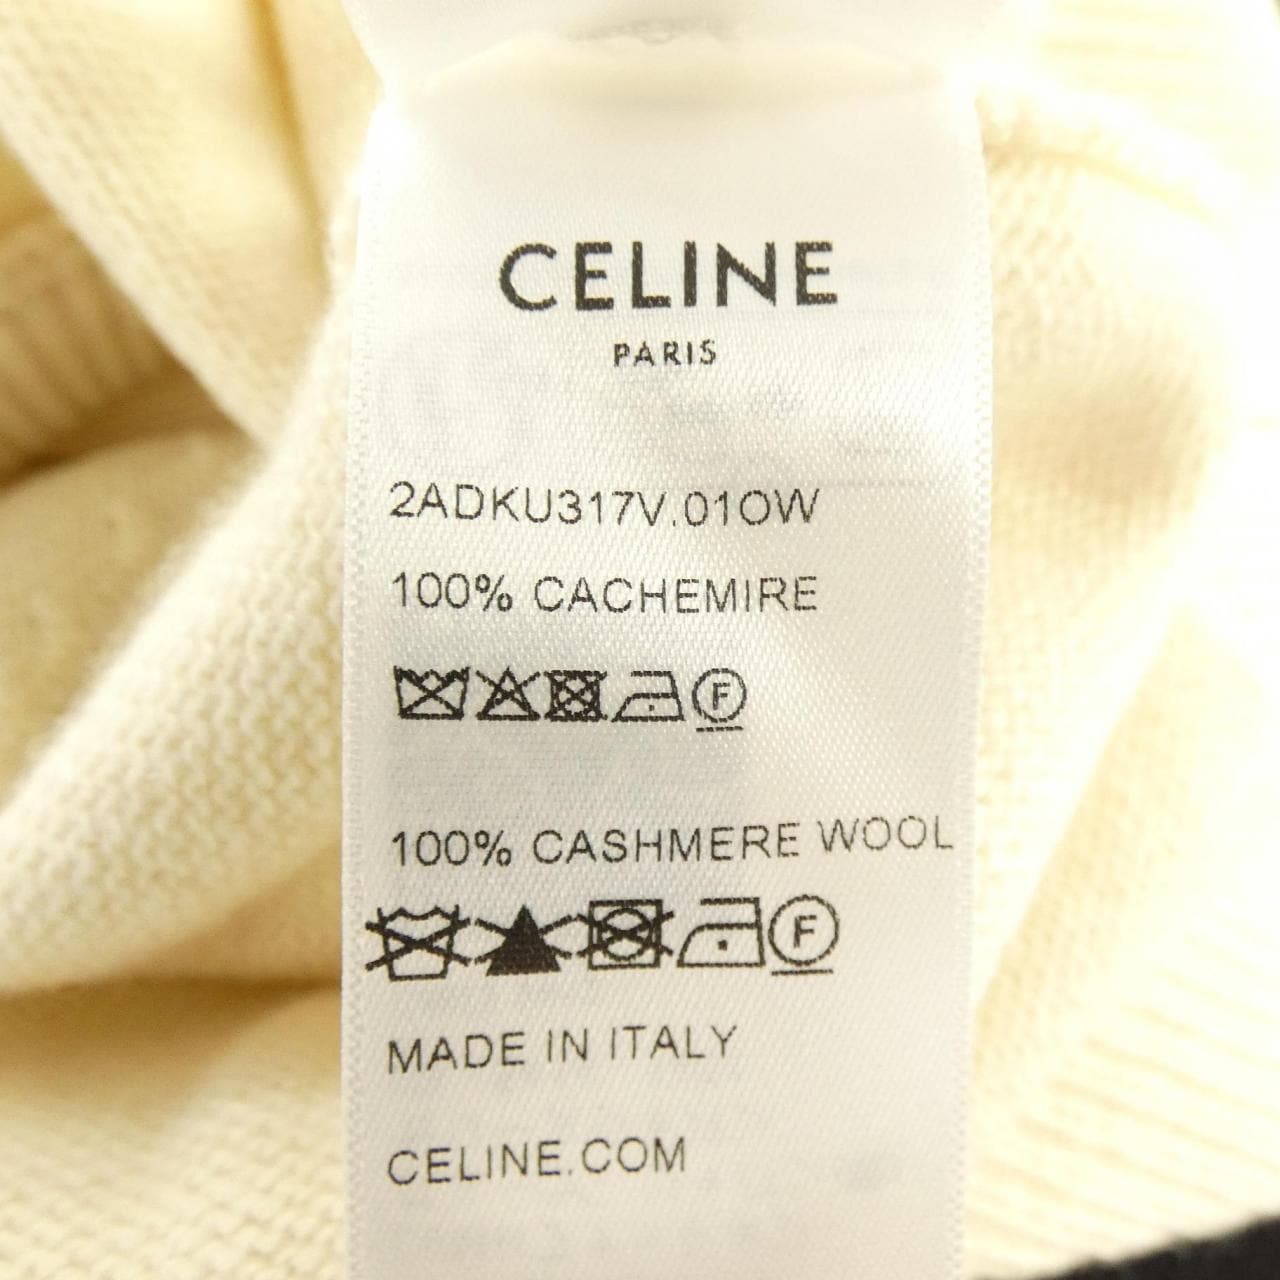 CELINE
PARIS
2ADKU317V.01OW
100% CACHEMIRE
F
100% CASHMERE WOOL
F
MADE IN ITALY
CELINE.COM